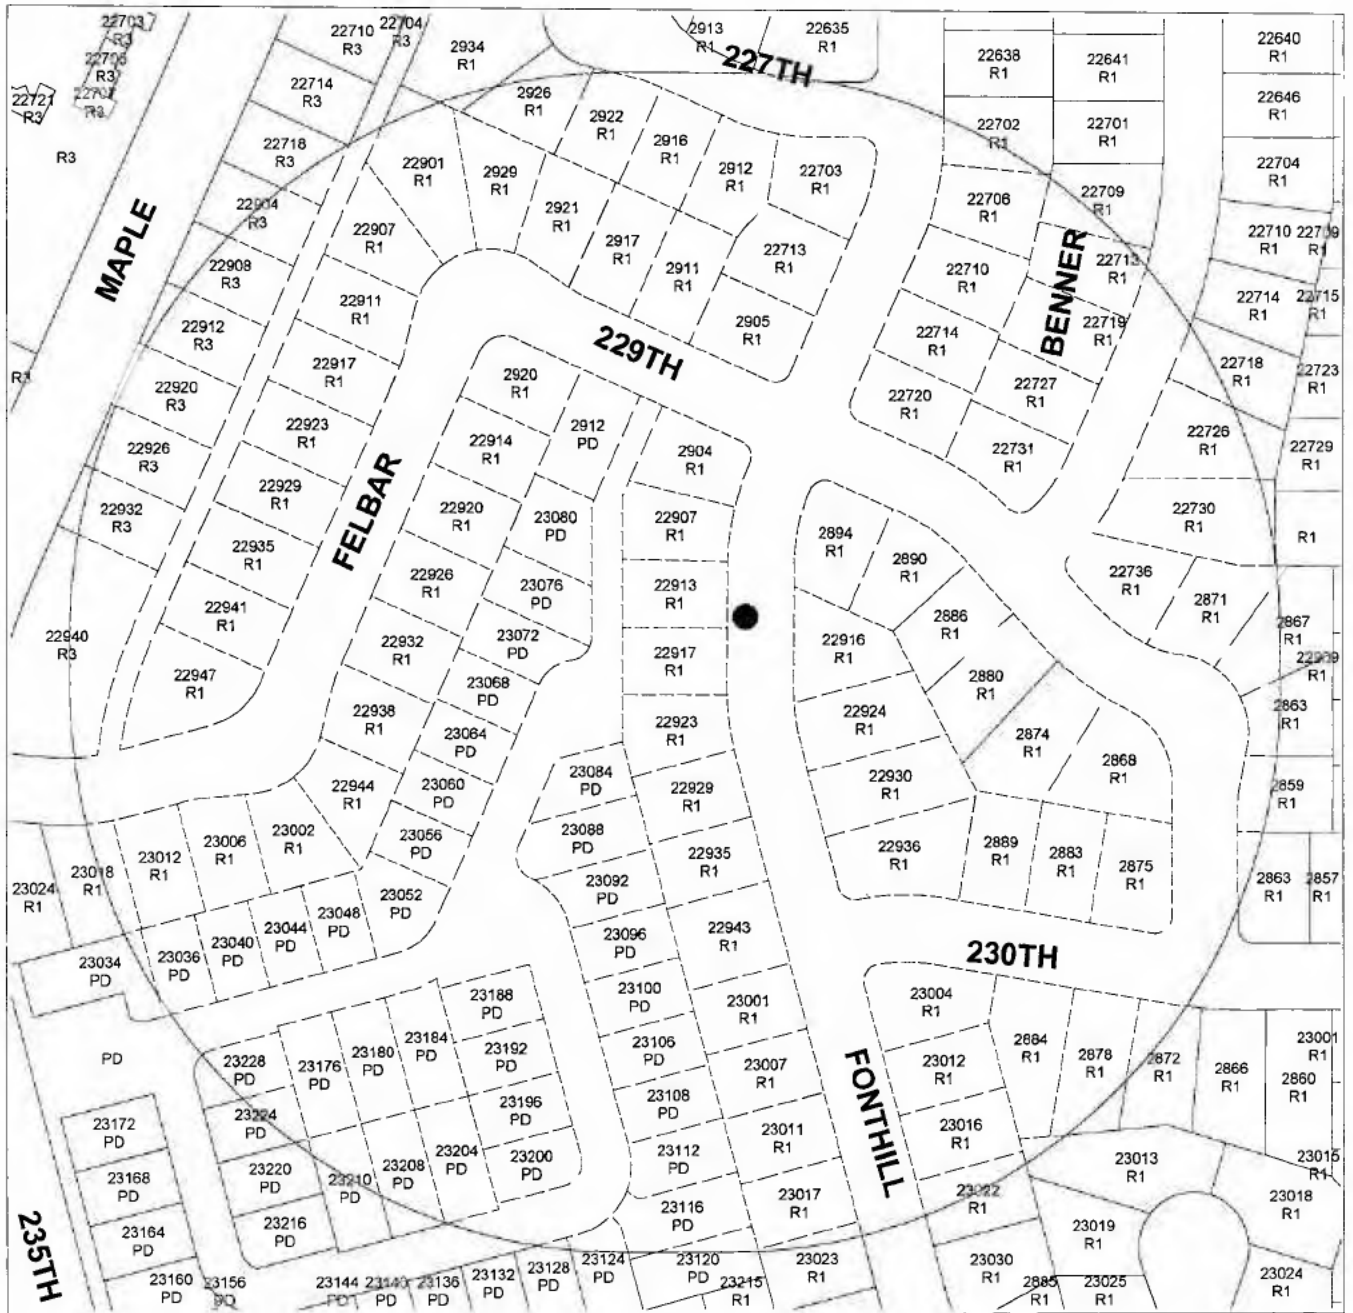 22703
R3
22706
R3
22721
R3
R3
22710
R3
22704
R3
2934
R1
2913
R1
22635
R1
227TH
22638
R1
22641
R1
22640
R1
22714
R3
2926
R1
2922
R1
2916
R1
2912
R1
22703
R1
22702
R1
22701
R1
22646
R1
22718
R3
22901
R1
2929
R1
2921
R1
2917
R1
2911
R1
22713
R1
2905
R1
22706
R1
22709
R1
22704
R1
22904
R3
22907
R1
22710
R1
22710
R1
MAPLE
22908
R3
22911
R1
229TH
22714
R1
BENNER
22719
R1
22714
R1
22715
R1
22912
R3
22917
R1
2920
R1
2912
PD
2904
R1
22720
R1
22727
R1
22718
R1
22723
R1
22920
R3
22923
R1
22914
R1
22731
R1
22726
R1
22729
R1
22926
R3
22929
R1
FELBAR
22920
R1
23080
PD
22907
R1
2894
R1
2890
R1
22730
R1
R1
22932
R3
22935
R1
22926
R1
23076
PD
22913
R1
2886
R1
22736
R1
2871
R1
2867
R1
22940
R3
22941
R1
22932
R1
23072
PD
22917
R1
22916
R1
2880
R1
R1
22947
R1
22938
R1
23068
PD
23064
PD
22923
R1
22924
R1
2874
R1
2868
R1
2863
R1
22944
R1
23060
PD
23084
PD
22929
R1
22930
R1
2859
R1
23024
R1
23018
R1
23012
R1
23006
R1
23002
R1
23056
PD
23088
PD
22935
R1
22936
R1
2889
R1
2883
R1
2875
R1
2863
R1
2857
R1
23034
PD
23036
PD
23040
PD
23044
PD
23048
PD
23052
PD
23092
PD
23096
PD
22943
R1
230TH
PD
23228
PD
23176
PD
23180
PD
23184
PD
23188
PD
23100
PD
23001
R1
23004
R1
2884
R1
2878
R1
2872
R1
2866
R1
2860
R1
23001
R1
23172
PD
23224
PD
23192
PD
23106
PD
23007
R1
FONTHILL
23012
R1
23168
PD
23220
PD
23210
PD
23208
PD
23204
PD
23196
PD
23200
PD
23108
PD
23112
PD
23011
R1
23016
R1
23013
R1
23015
R1
235TH
23164
PD
23216
PD
23116
PD
23017
R1
23022
R1
23019
R1
23018
R1
23160
PD
23156
PD
23144
PD
23140
PD
23136
PD
23132
PD
23128
PD
23124
PD
23120
PD
23215
R1
23023
R1
23030
R1
2885
R1
23025
R1
23024
R1